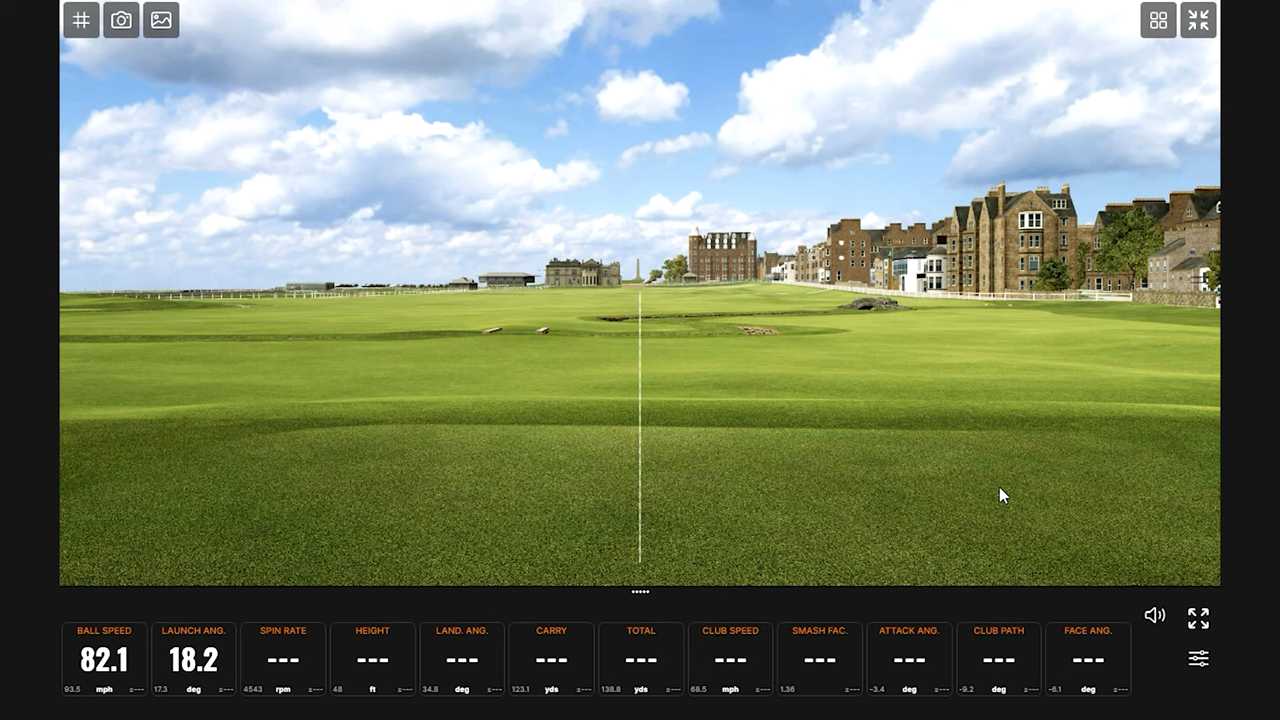 BALL SPEED LAUNCH ANG. SPIN RATE HEIGHT LAND. ANG. CARRY TOTAL CLUB SPEED SMASH FAC. ATTACK ANG. CLUB PATH FACE ANG.
82.1 18.2 --- --- --- --- --- --- --- --- --- ---
93.5 mph ±--- 17.3 deg ±--- 4543 rpm ±--- 48 ft ±--- 34.8 deg ±--- 123.1 yds ±--- 138.8 yds ±--- 68.5 mph ±--- 1.36 ±--- -3.4 deg ±--- -9.2 deg ±--- -6.1 deg ±---